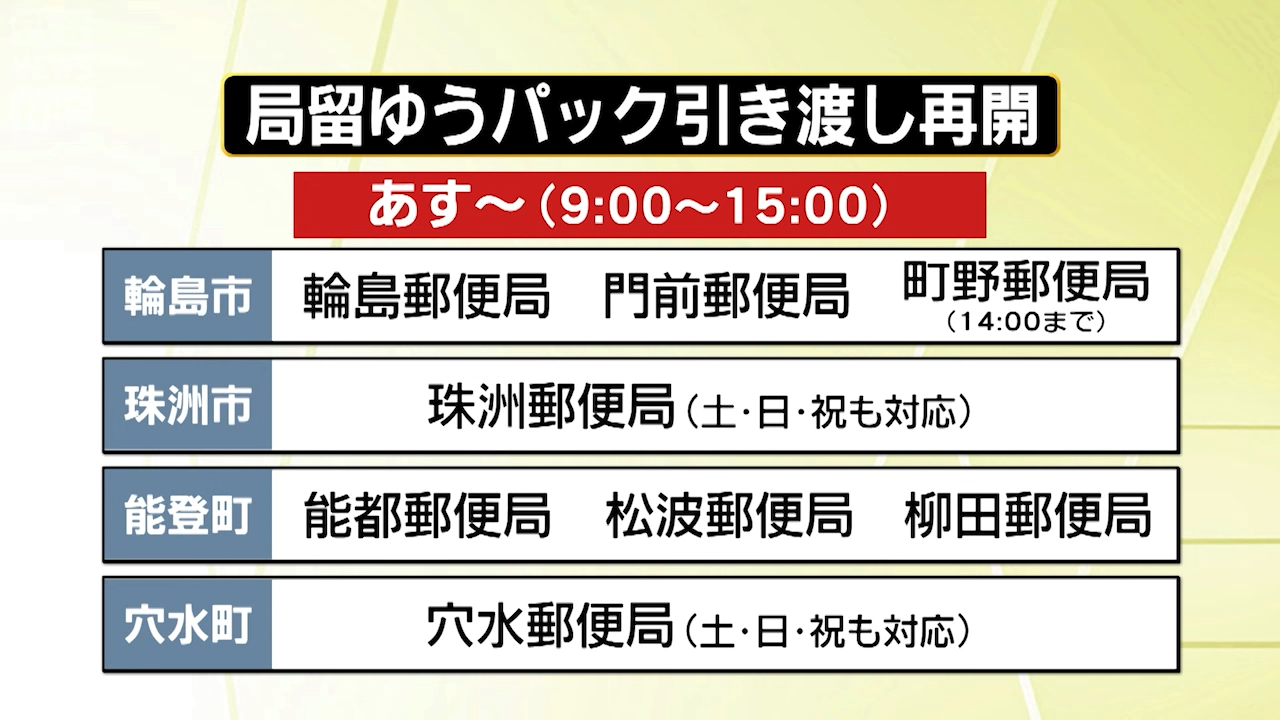 局留ゆうパック引き渡し再開
あす～（9:00～15:00）
輪島市 輪島郵便局 門前郵便局 町野郵便局
（14:00まで）
珠洲市 珠洲郵便局（土・日・祝も対応）
能登町 能都郵便局 松波郵便局 柳田郵便局
穴水町 穴水郵便局（土・日・祝も対応）